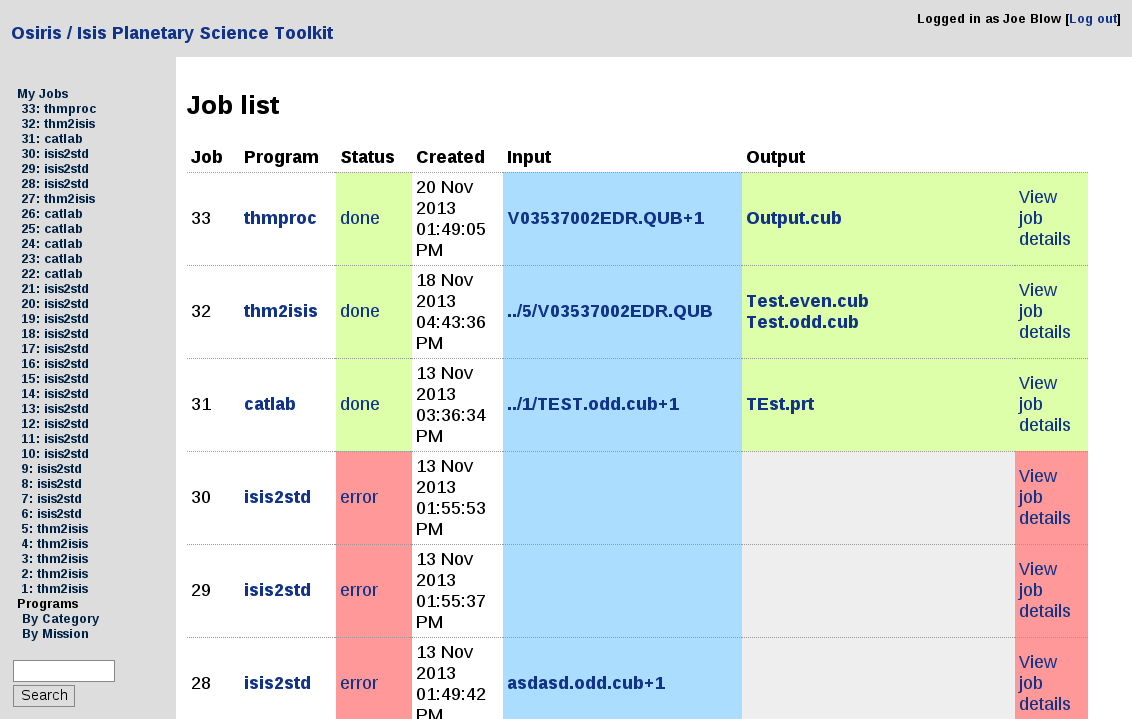 Osiris / Isis Planetary Science Toolkit
Logged in as Joe Blow [Log out]
My Jobs
33: thmproc
32: thm2isis
31: catlab
30: isis2std
29: isis2std
28: isis2std
27: thm2isis
26: catlab
25: catlab
24: catlab
23: catlab
22: catlab
21: isis2std
20: isis2std
19: isis2std
18: isis2std
17: isis2std
16: isis2std
15: isis2std
14: isis2std
13: isis2std
12: isis2std
11: isis2std
10: isis2std
9: isis2std
8: isis2std
7: isis2std
6: isis2std
5: thm2isis
4: thm2isis
3: thm2isis
2: thm2isis
1: thm2isis
Programs
By Category
By Mission
Search
Job list
Job Program Status Created Input Output
33 thmproc done 20 Nov 2013 01:49:05 PM V03537002EDR.QUB+1 Output.cub View job details
32 thm2isis done 18 Nov 2013 04:43:36 PM ../5/V03537002EDR.QUB Test.even.cub Test.odd.cub View job details
31 catlab done 13 Nov 2013 03:36:34 PM ../1/TEST.odd.cub+1 TEst.prt View job details
30 isis2std error 13 Nov 2013 01:55:53 PM View job details
29 isis2std error 13 Nov 2013 01:55:37 PM View job details
28 isis2std error 13 Nov 2013 01:49:42 PM asdasd.odd.cub+1 View job details